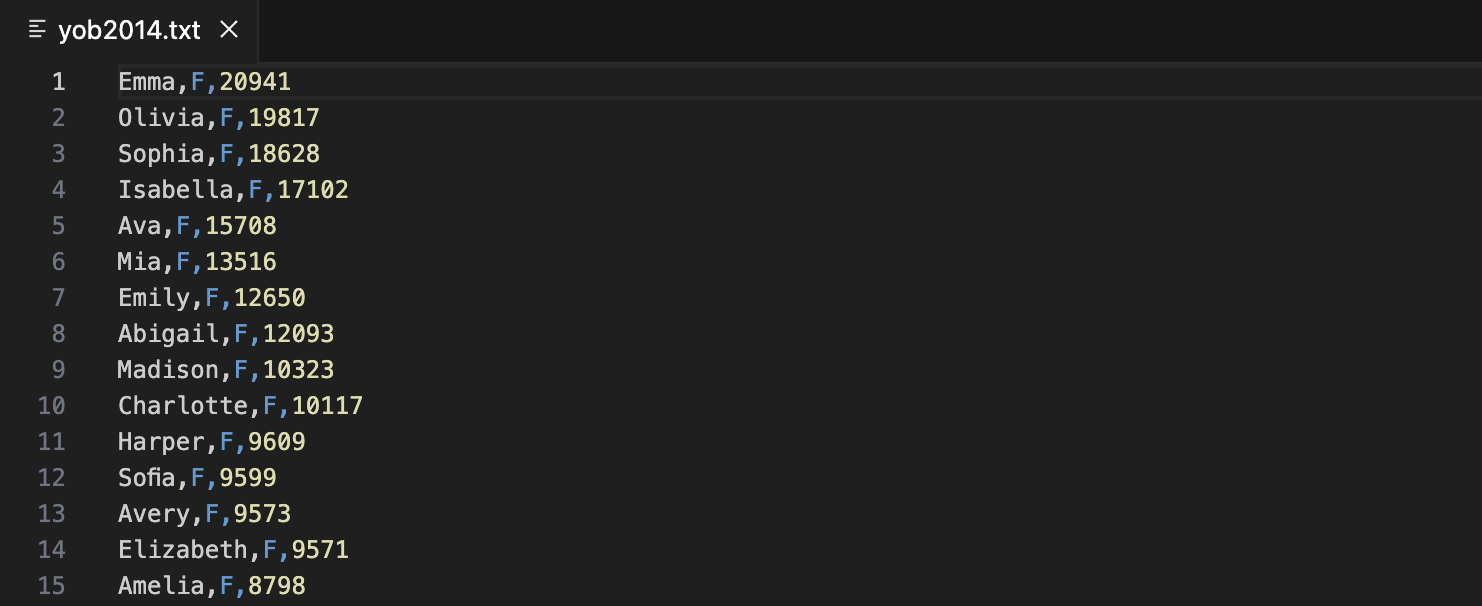 yob2014.txt
1 Emma,F,20941
2 Olivia,F,19817
3 Sophia,F,18628
4 Isabella,F,17102
5 Ava,F,15708
6 Mia,F,13516
7 Emily,F,12650
8 Abigail,F,12093
9 Madison,F,10323
10 Charlotte,F,10117
11 Harper,F,9609
12 Sofia,F,9599
13 Avery,F,9573
14 Elizabeth,F,9571
15 Amelia,F,8798